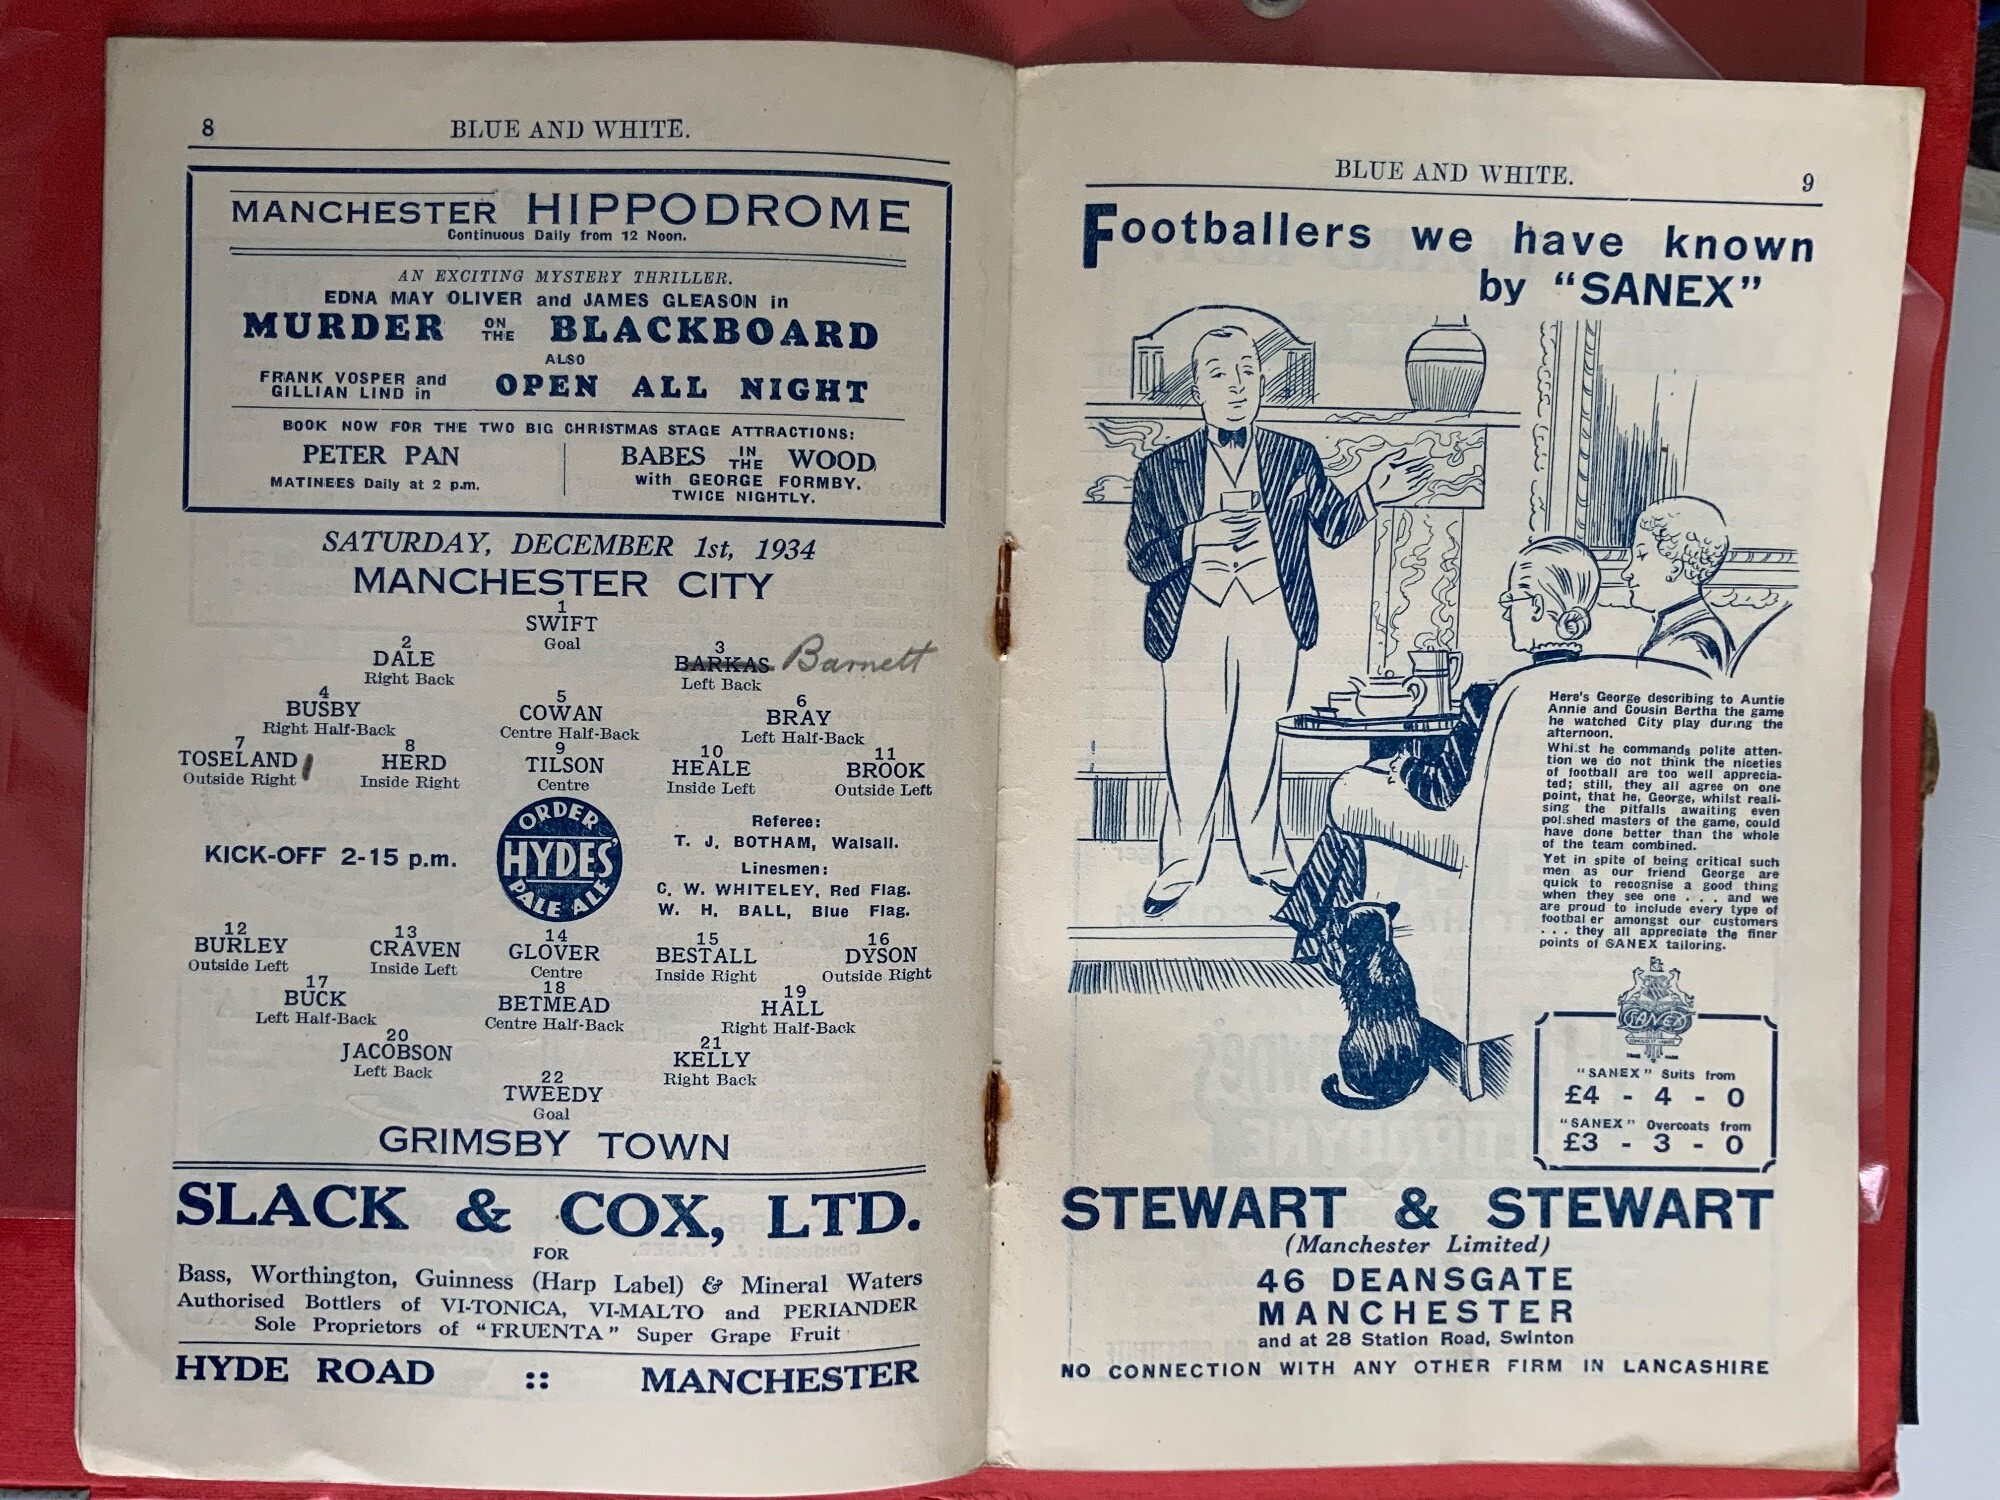 8
BLUE AND WHITE.
MANCHESTER HIPPODROME
Continuous Daily from 12 Noon.
AN EXCITING MYSTERY THRILLER.
EDNA MAY OLIVER and JAMES GLEASON in
MURDER ON THE BLACKBOARD
ALSO
FRANK VOSPER and GILLIAN LIND in OPEN ALL NIGHT
BOOK NOW FOR THE TWO BIG CHRISTMAS STAGE ATTRACTIONS:
PETER PAN
MATINEES Daily at 2 p.m.
BABES IN THE WOOD
with GEORGE FORMBY.
TWICE NIGHTLY.
SATURDAY, DECEMBER 1st, 1934
MANCHESTER CITY
1
SWIFT
Goal
2 3
DALE BARKAS Barnett
Right Back Left Back
4 5 6
BUSBY COWAN BRAY
Right Half-Back Centre Half-Back Left Half-Back
7 8 9 10 11
TOSELAND HERD TILSON HEALE BROOK
Outside Right Inside Right Centre Inside Left Outside Left
KICK-OFF 2-15 p.m.
ORDER
HYDES'
PALE ALE
Referee:
T. J. BOTHAM, Walsall.
Linesmen:
C. W. WHITELEY, Red Flag.
W. H. BALL, Blue Flag.
12 13 14 15 16
BURLEY CRAVEN GLOVER BESTALL DYSON
Outside Left Inside Left Centre Inside Right Outside Right
17 18 19
BUCK BETMEAD HALL
Left Half-Back Centre Half-Back Right Half-Back
20 21
JACOBSON KELLY
Left Back Right Back
22
TWEEDY
Goal
GRIMSBY TOWN
SLACK & COX, LTD.
FOR
Bass, Worthington, Guinness (Harp Label) & Mineral Waters
Authorised Bottlers of VI-TONICA, VI-MALTO and PERIANDER
Sole Proprietors of "FRUENTA" Super Grape Fruit
HYDE ROAD :: MANCHESTER
BLUE AND WHITE.
9
Footballers we have known
by "SANEX"
Here's George describing to Auntie
Annie and Cousin Bertha the game
he watched City play during the
afternoon.
Whilst he commands polite atten-
tion we do not think the niceties
of football are too well apprecia-
ted; still, they all agree on one
point, that he, George, whilst reali-
sing the pitfalls awaiting even
polished masters of the game, could
have done better than the whole
of the team combined.
Yet in spite of being critical such
men as our friend George are
quick to recognise a good thing
when they see one . . . and we
are proud to include every type of
footbal er amongst our customers
. . . they all appreciate the finer
points of SANEX tailoring.
SANEX
TRADE MARK
"SANEX" Suits from
£4 - 4 - 0
"SANEX" Overcoats from
£3 - 3 - 0
STEWART & STEWART
(Manchester Limited)
46 DEANSGATE
MANCHESTER
and at 28 Station Road, Swinton
NO CONNECTION WITH ANY OTHER FIRM IN LANCASHIRE